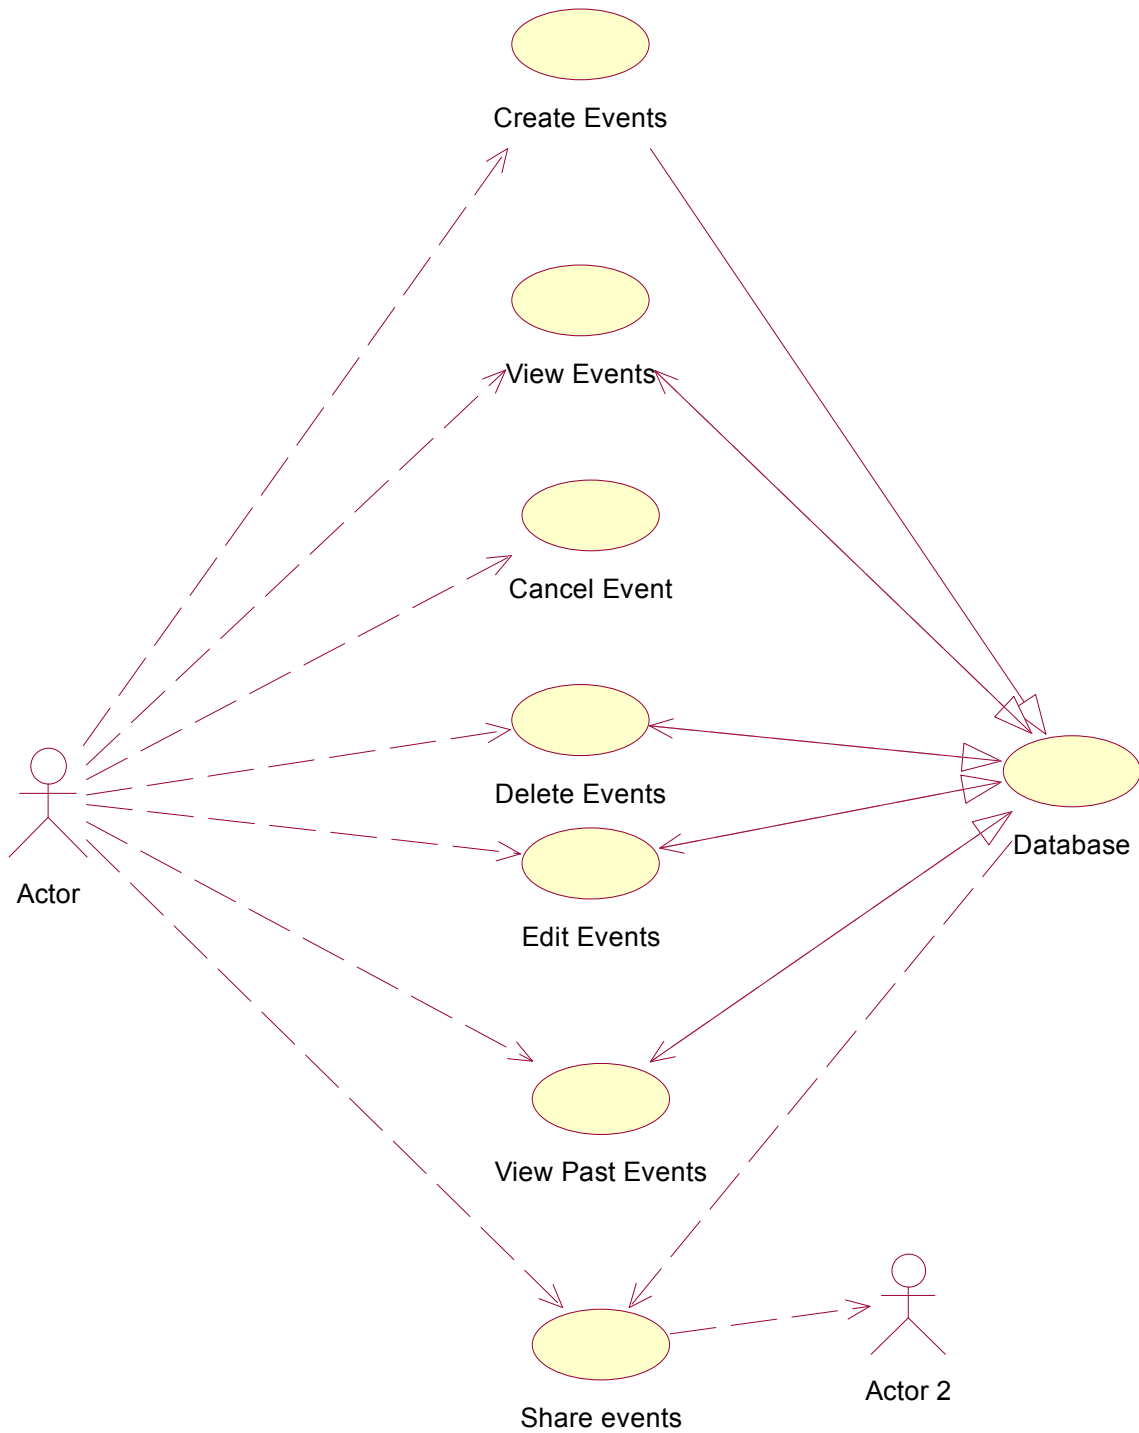 Create Events
View Events
Cancel Event
Delete Events
Database
Actor
Edit Events
View Past Events
Actor 2
Share events